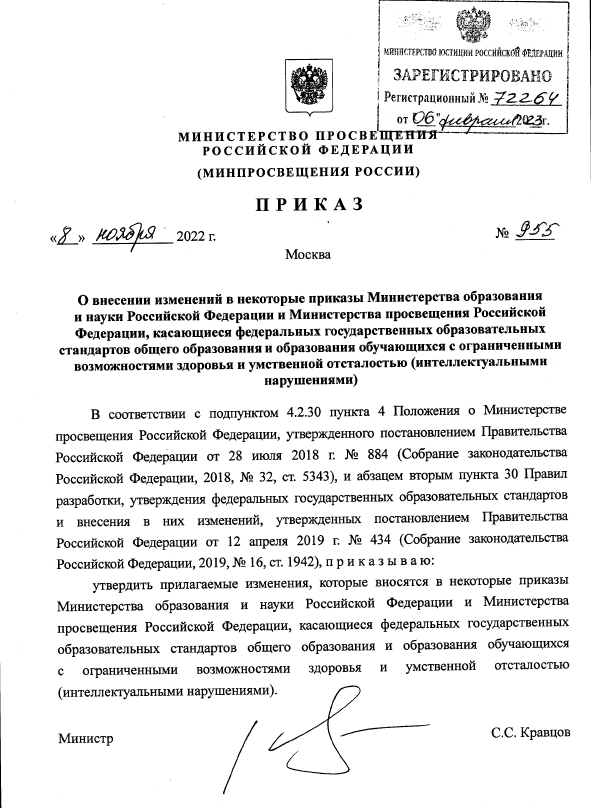 МИНИСТЕРСТВО ЮСТИЦИИ РОССИЙСКОЙ ФЕДЕРАЦИИ
ЗАРЕГИСТРИРОВАНО
Регистрационный № 72264
от "06" февраля 2023г.
МИНИСТЕРСТВО ПРОСВЕЩЕНИЯ
РОССИЙСКОЙ ФЕДЕРАЦИИ
(МИНПРОСВЕЩЕНИЯ РОССИИ)
ПРИКАЗ
«8» ноября 2022 г. № 955
Москва
О внесении изменений в некоторые приказы Министерства образования
и науки Российской Федерации и Министерства просвещения Российской
Федерации, касающиеся федеральных государственных образовательных
стандартов общего образования и образования обучающихся с ограниченными
возможностями здоровья и умственной отсталостью (интеллектуальными
нарушениями)
В соответствии с подпунктом 4.2.30 пункта 4 Положения о Министерстве
просвещения Российской Федерации, утвержденного постановлением Правительства
Российской Федерации от 28 июля 2018 г. № 884 (Собрание законодательства
Российской Федерации, 2018, № 32, ст. 5343), и абзацем вторым пункта 30 Правил
разработки, утверждения федеральных государственных образовательных стандартов
и внесения в них изменений, утвержденных постановлением Правительства
Российской Федерации от 12 апреля 2019 г. № 434 (Собрание законодательства
Российской Федерации, 2019, № 16, ст. 1942), п р и к а з ы в а ю:
утвердить прилагаемые изменения, которые вносятся в некоторые приказы
Министерства образования и науки Российской Федерации и Министерства
просвещения Российской Федерации, касающиеся федеральных государственных
образовательных стандартов общего образования и образования обучающихся
с ограниченными возможностями здоровья и умственной отсталостью
(интеллектуальными нарушениями).
Министр С.С. Кравцов